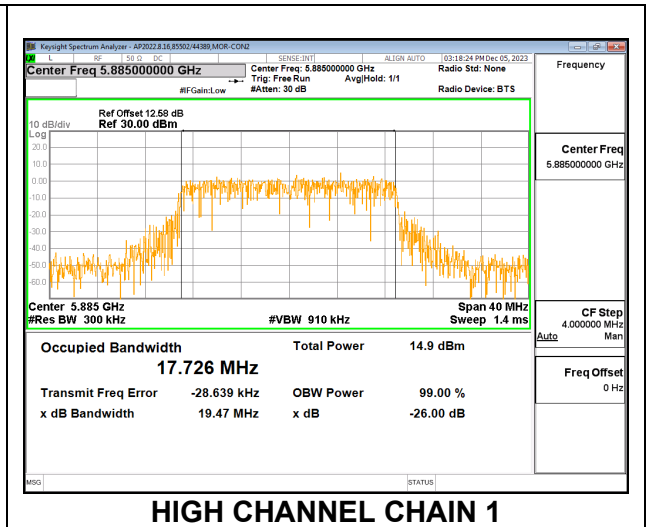 Keysight Spectrum Analyzer - AP2022.8.16,85502/44389,MOR-CON2
L RF 50 Ω DC SENSE:INT ALIGN AUTO 03:18:24 PM Dec 05, 2023
Center Freq 5.885000000 GHz
#IFGain:Low
Center Freq: 5.885000000 GHz
Trig: Free Run Avg|Hold: 1/1
#Atten: 30 dB
Radio Std: None
Radio Device: BTS
Frequency
Ref Offset 12.58 dB
10 dB/div Ref 30.00 dBm
Log
20.0
10.0
0.00
-10.0
-20.0
-30.0
-40.0
-50.0
-60.0
Center Freq
5.885000000 GHz
Center 5.885 GHz Span 40 MHz
#Res BW 300 kHz #VBW 910 kHz Sweep 1.4 ms
CF Step
4.000000 MHz
Auto Man
Freq Offset
0 Hz
Occupied Bandwidth Total Power 14.9 dBm
17.726 MHz
Transmit Freq Error -28.639 kHz OBW Power 99.00 %
x dB Bandwidth 19.47 MHz x dB -26.00 dB
MSG STATUS
HIGH CHANNEL CHAIN 1